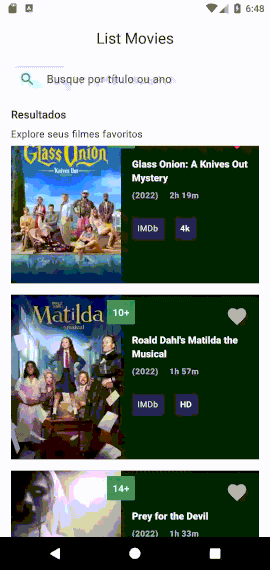 6:48
List Movies
Busque por título ou ano
Resultados
Explore seus filmes favoritos
Glass Onion
Knives Out
Glass Onion: A Knives Out
Mystery
(2022) 2h 19m
IMDb 4k
Matilda
10+
Roald Dahl's Matilda the
Musical
(2022) 1h 57m
IMDb HD
14+
Prey for the Devil
(2022) 1h 33m